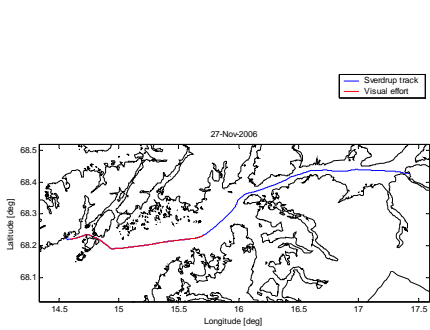 Sverdrup track
Visual effort
27-Nov-2006
68.5
68.4
68.3
68.2
68.1
Latitude [deg]
14.5 15 15.5 16 16.5 17 17.5
Longitude [deg]